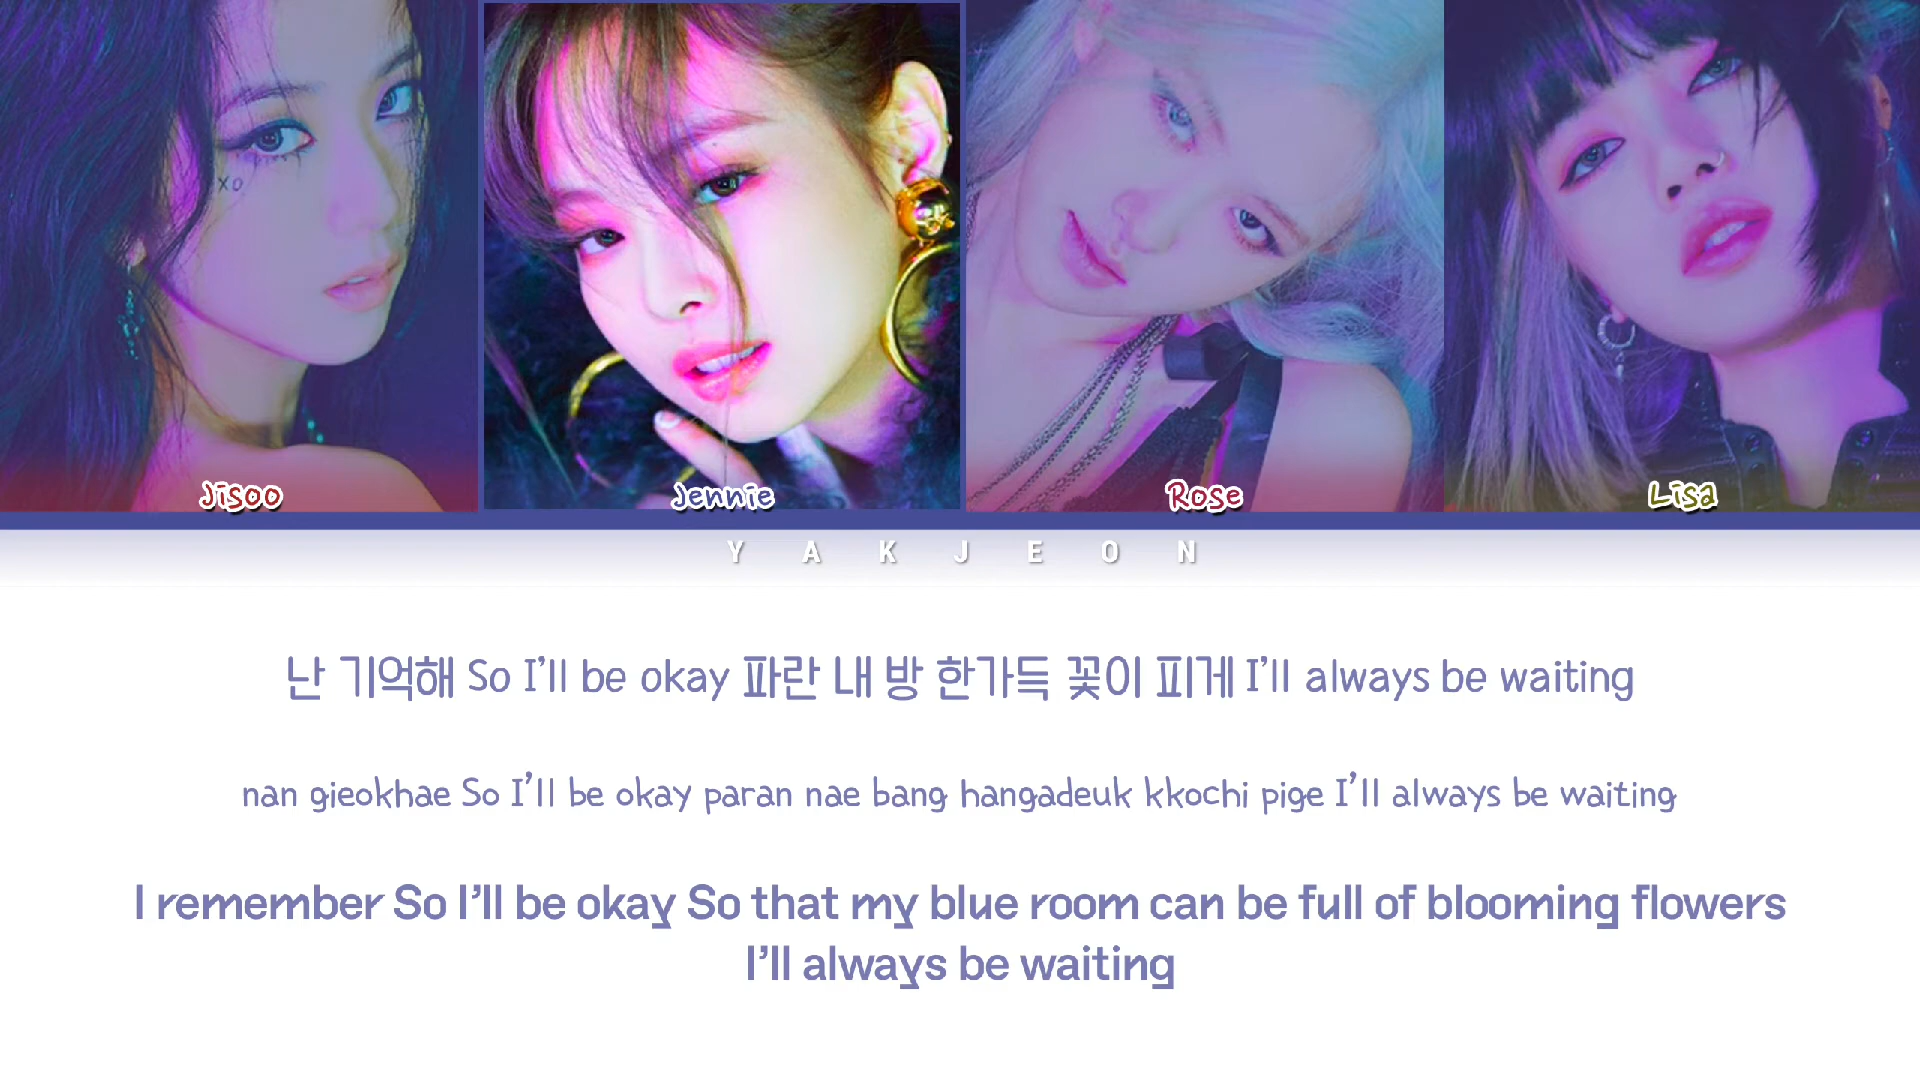 XO
Jisoo
Jennie
Rose
Lisa
YAKJEON
난 기억해 So I'll be okay 파란 내 방 한가득 꽃이 피게 I'll always be waiting
nan gieokhae So I'll be okay paran nae bang hangadeuk kkochi pige I'll always be waiting
I remember So I'll be okay So that my blue room can be full of blooming flowers
I'll always be waiting